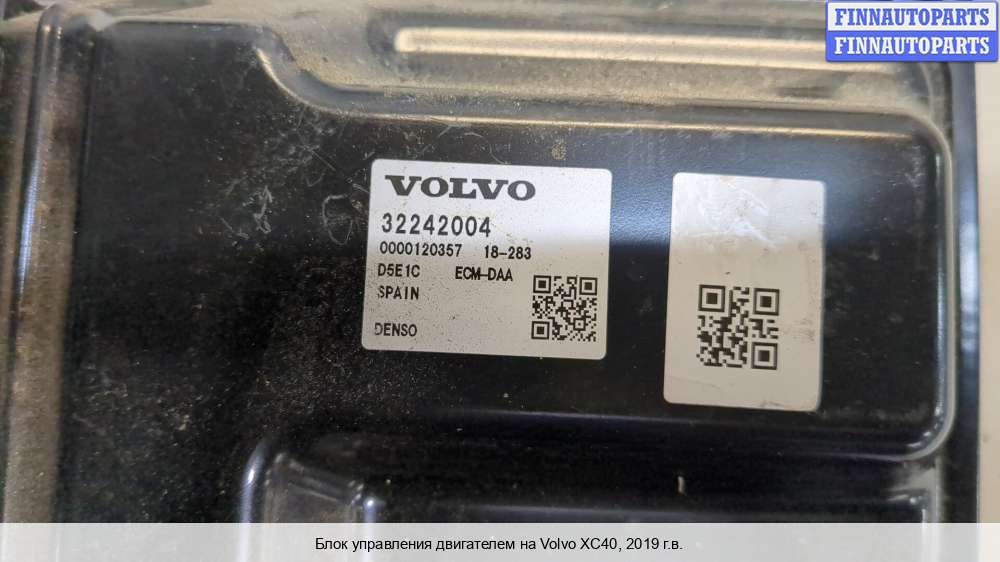 FINNAUTOPARTS
FINNAUTOPARTS
VOLVO
32242004
0000120357 18-283
D5E1C ECM-DAA
SPAIN
DENSO
Блок управления двигателем на Volvo XC40, 2019 г.в.